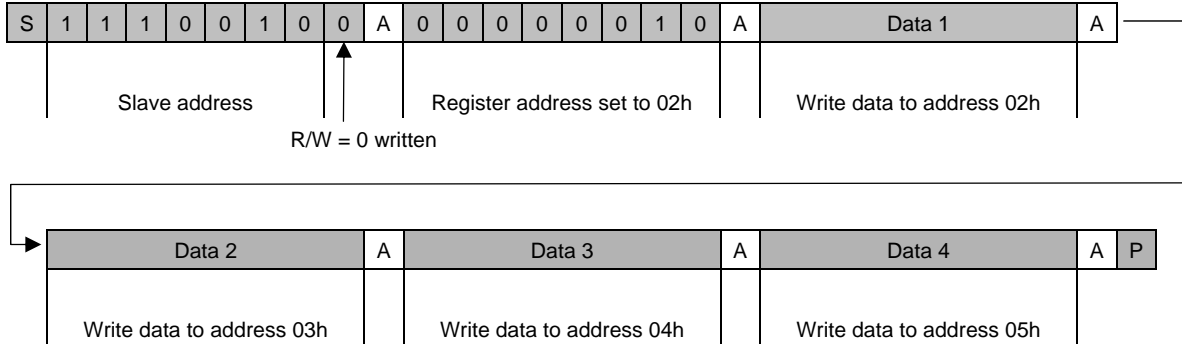 S 1 1 1 0 0 1 0 0 A 0 0 0 0 0 0 1 0 A Data 1 A
Slave address Register address set to 02h Write data to address 02h
R/W = 0 written
Data 2 A Data 3 A Data 4 A P
Write data to address 03h Write data to address 04h Write data to address 05h